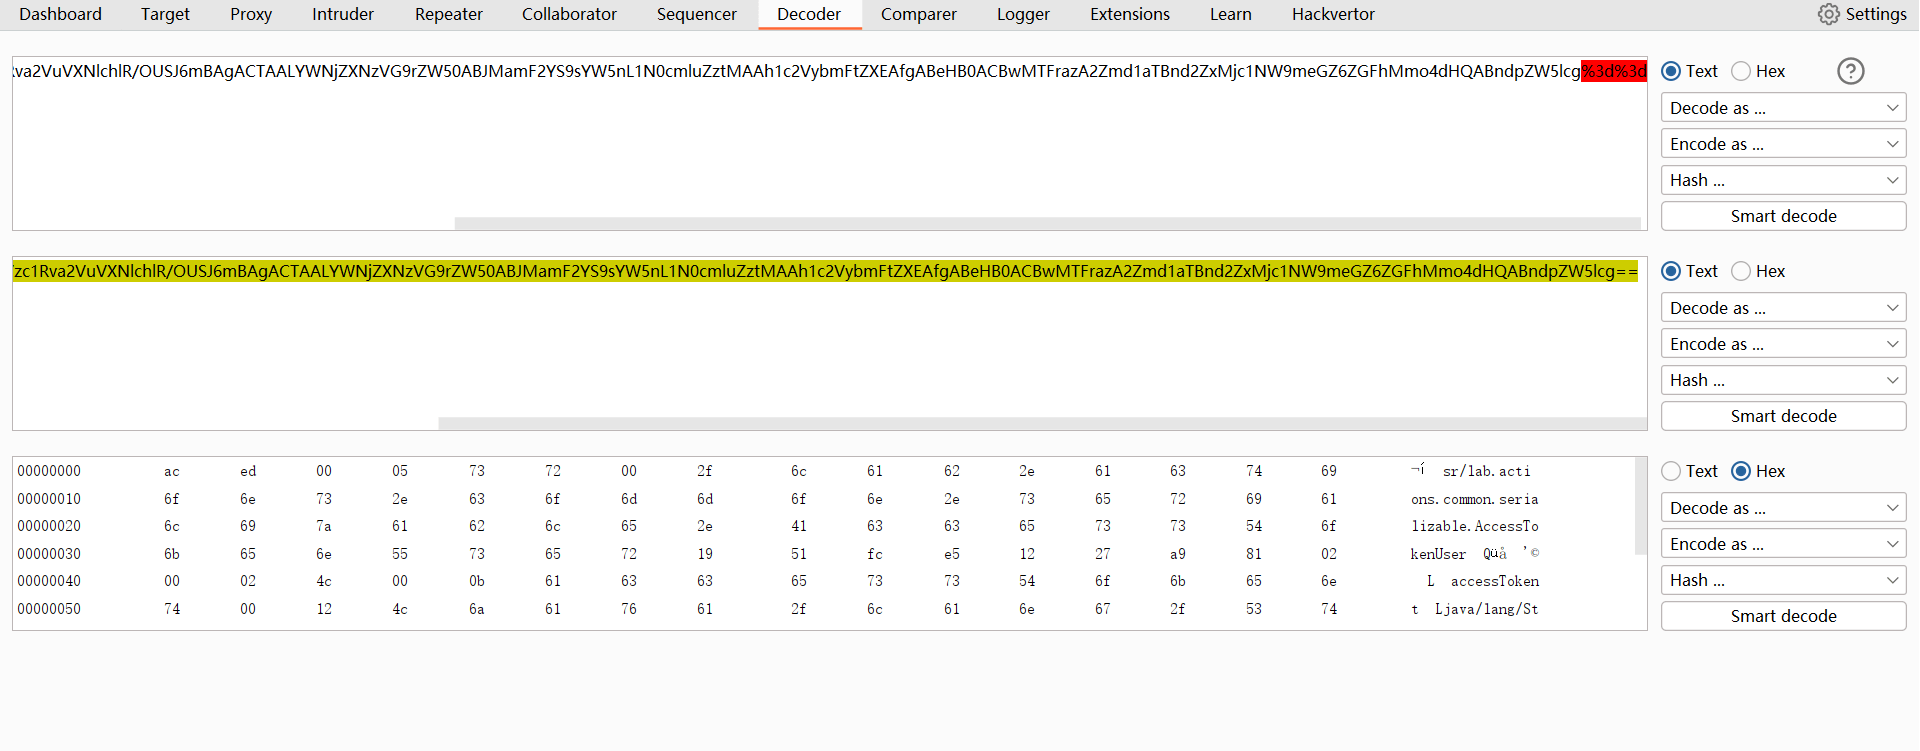 Dashboard Target Proxy Intruder Repeater Collaborator Sequencer Decoder Comparer Logger Extensions Learn Hackvertor Settings
va2VuVXNlchlR/OUSJ6mBAgACTAALYWNjZXNzVG9rZW50ABJMamF2YS9sYW5nL1N0cmluZztMAAh1c2VybmFtZXEAfgABeHB0ACBwMTFrazA2Zmd1aTBnd2ZxMjc1NW9meGZ6ZGFhMmo4dHQABndpZW5lcg%3d%3d
Text Hex ?
Decode as ...
Encode as ...
Hash ...
Smart decode
zc1Rva2VuVXNlchlR/OUSJ6mBAgACTAALYWNjZXNzVG9rZW50ABJMamF2YS9sYW5nL1N0cmluZztMAAh1c2VybmFtZXEAfgABeHB0ACBwMTFrazA2Zmd1aTBnd2ZxMjc1NW9meGZ6ZGFhMmo4dHQABndpZW5lcg==
Text Hex
Decode as ...
Encode as ...
Hash ...
Smart decode
00000000 ac ed 00 05 73 72 00 2f 6c 61 62 2e 61 63 74 69 ¬í sr/lab.acti
00000010 6f 6e 73 2e 63 6f 6d 6d 6f 6e 2e 73 65 72 69 61 ons.common.seria
00000020 6c 69 7a 61 62 6c 65 2e 41 63 63 65 73 73 54 6f lizable.AccessTo
00000030 6b 65 6e 55 73 65 72 19 51 fc e5 12 27 a9 81 02 kenUser Qüå '©
00000040 00 02 4c 00 0b 61 63 63 65 73 73 54 6f 6b 65 6e L accessToken
00000050 74 00 12 4c 6a 61 76 61 2f 6c 61 6e 67 2f 53 74 t Ljava/lang/St
Text Hex
Decode as ...
Encode as ...
Hash ...
Smart decode